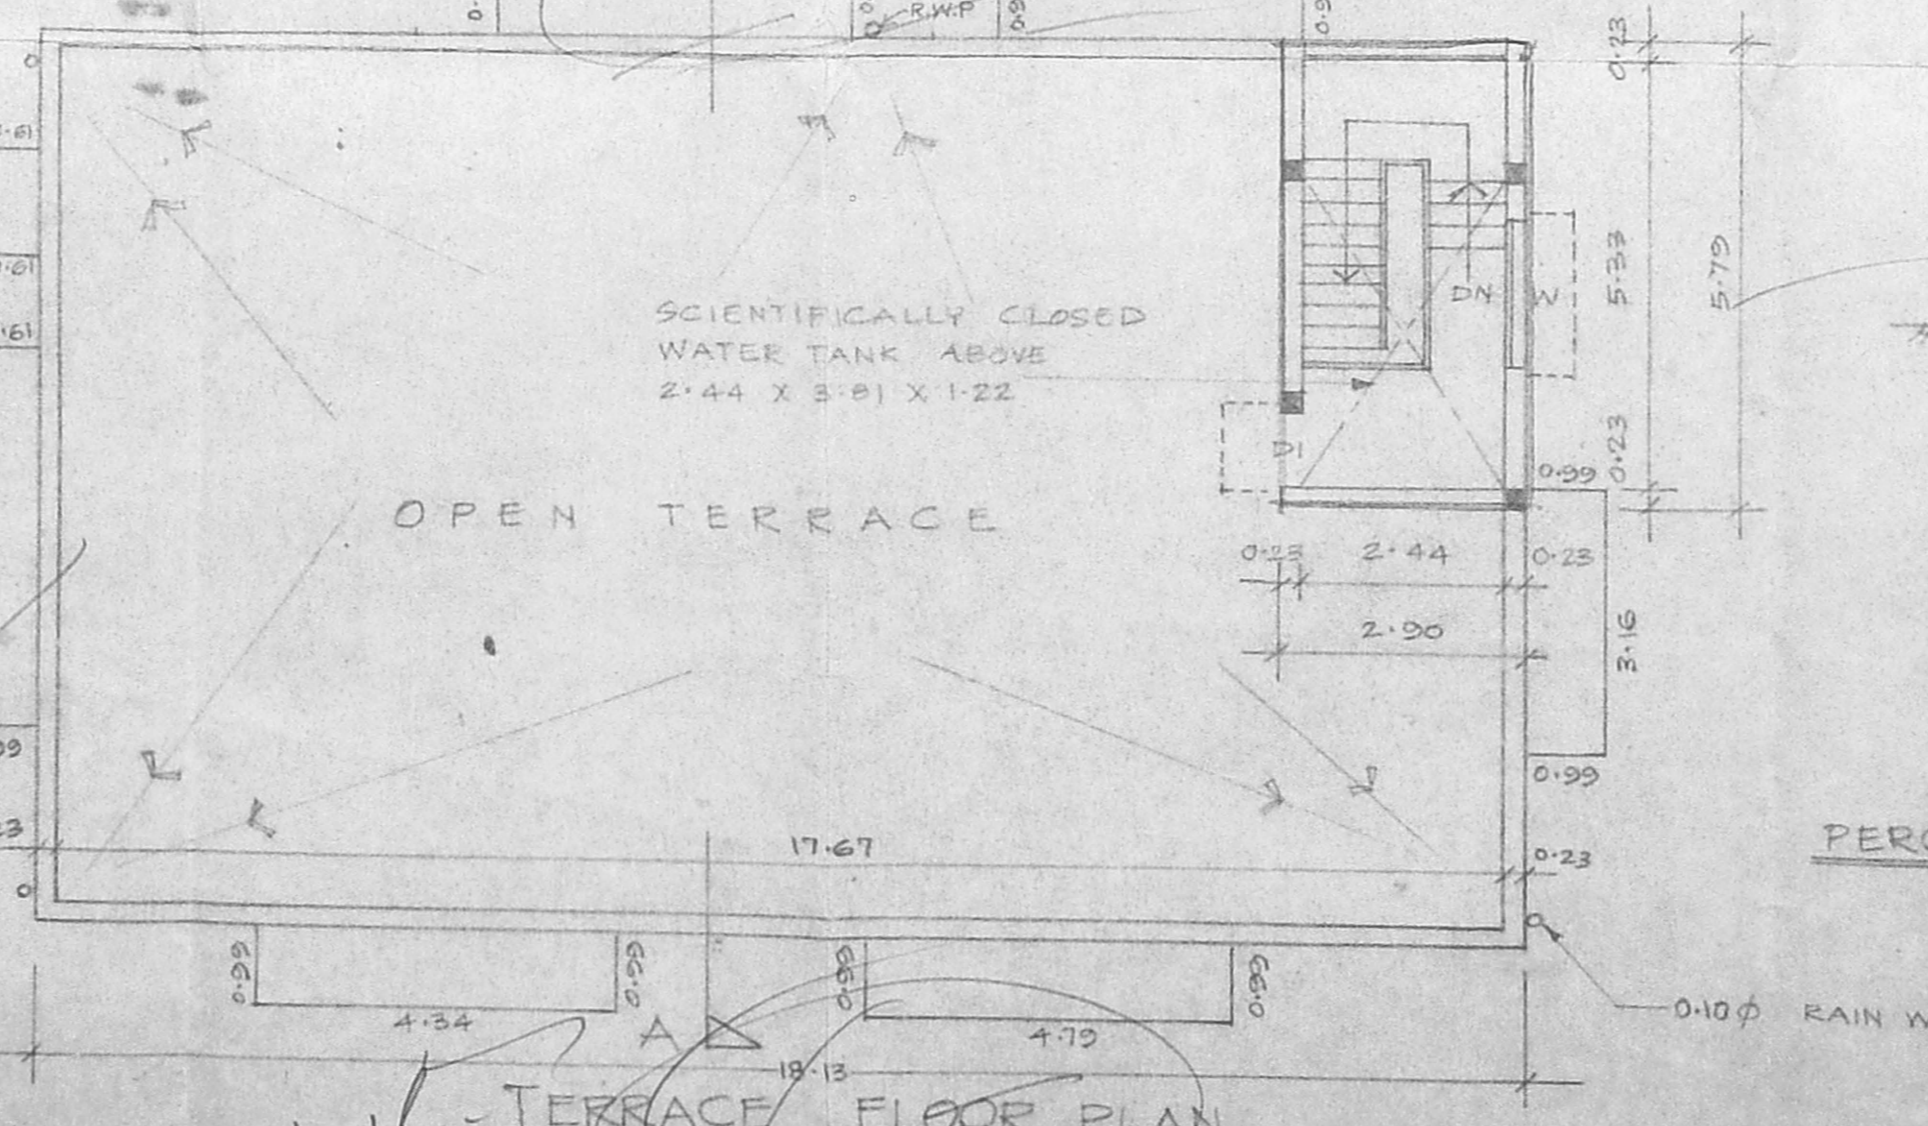 R.W.P
0.23
SCIENTIFICALLY CLOSED
WATER TANK ABOVE
2.44 X 3.81 X 1.22
DN
W
5.33
5.79
D1
0.99
0.23
OPEN TERRACE
0.23 2.44 0.23
2.90
3.16
0.99
17.67
0.23
0.99
0.99
0.99
0.99
4.34
A
4.79
0.10φ RAIN
18.13
TERRACE FLOOR PLAN